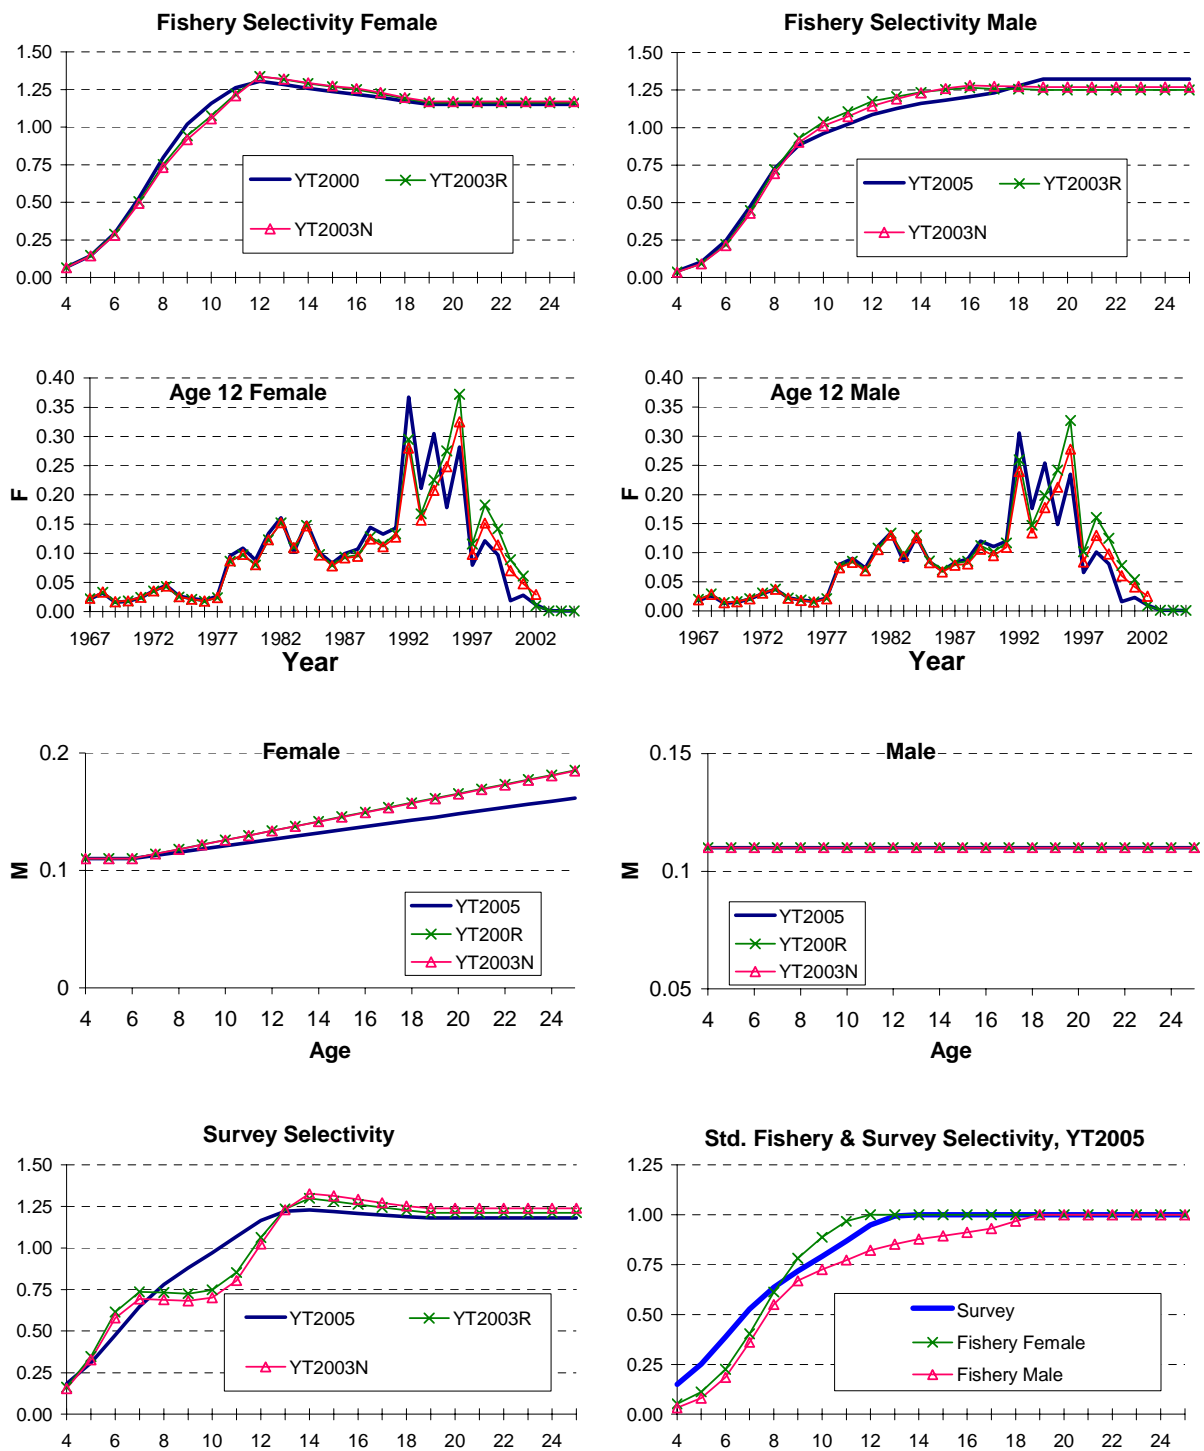 Fishery Selectivity Female
1.50
1.25
1.00
0.75
0.50
0.25
0.00
YT2000
YT2003R
YT2003N
4 6 8 10 12 14 16 18 20 22 24
Fishery Selectivity Male
1.50
1.25
1.00
0.75
0.50
0.25
0.00
YT2005
YT2003R
YT2003N
4 6 8 10 12 14 16 18 20 22 24
Age 12 Female
F
0.40
0.35
0.30
0.25
0.20
0.15
0.10
0.05
0.00
1967 1972 1977 1982 1987 1992 1997 2002
Year
Age 12 Male
0.40
0.35
0.30
0.25
0.20
0.15
0.10
0.05
0.00
1967 1972 1977 1982 1987 1992 1997 2002
Year
Female
M
0.2
0.1
0
YT2005
YT200R
YT2003N
4 6 8 10 12 14 16 18 20 22 24
Age
Male
M
0.15
0.1
0.05
YT2005
YT200R
YT2003N
4 6 8 10 12 14 16 18 20 22 24
Age
Survey Selectivity
1.50
1.25
1.00
0.75
0.50
0.25
0.00
YT2005
YT2003R
YT2003N
4 6 8 10 12 14 16 18 20 22 24
Std. Fishery & Survey Selectivity, YT2005
1.25
1.00
0.75
0.50
0.25
0.00
Survey
Fishery Female
Fishery Male
4 6 8 10 12 14 16 18 20 22 24